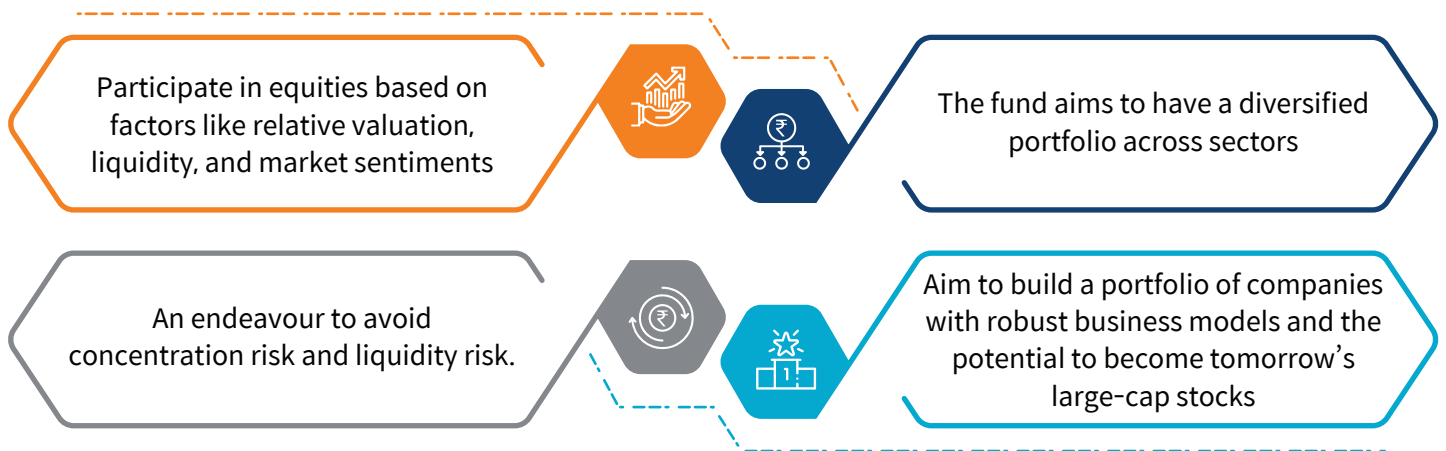 Participate in equities based on
factors like relative valuation,
liquidity, and market sentiments
₹
The fund aims to have a diversified
portfolio across sectors
An endeavour to avoid
concentration risk and liquidity risk.
₹
1
Aim to build a portfolio of companies
with robust business models and the
potential to become tomorrow’s
large-cap stocks